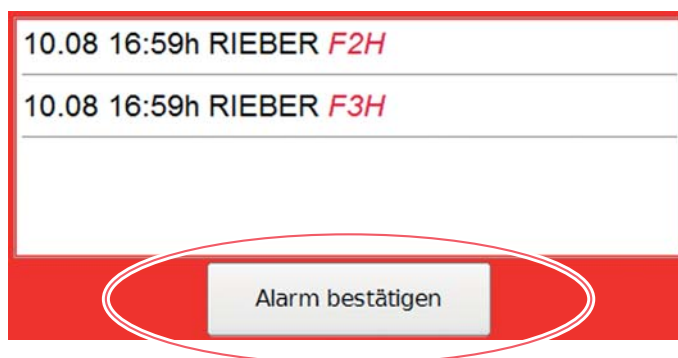 10.08 16:59h RIEBER F2H
10.08 16:59h RIEBER F3H
Alarm bestätigen